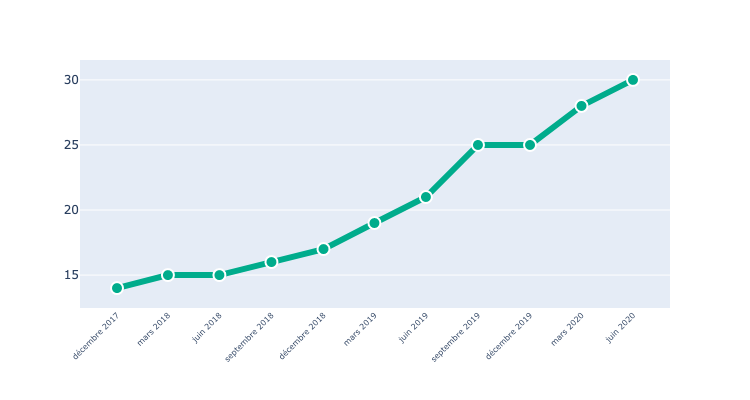 30
25
20
15
décembre 2017
mars 2018
juin 2018
septembre 2018
décembre 2018
mars 2019
juin 2019
septembre 2019
décembre 2019
mars 2020
juin 2020